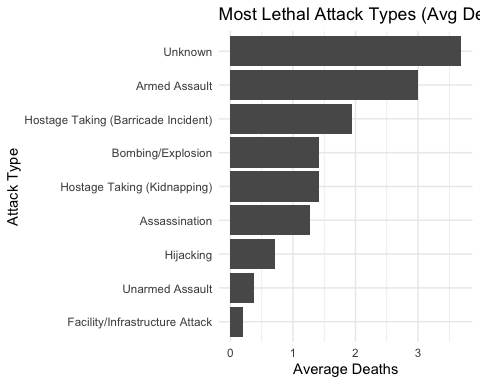 Most Lethal Attack Types (Avg De
Unknown
Armed Assault
Hostage Taking (Barricade Incident)
Bombing/Explosion
Hostage Taking (Kidnapping)
Assassination
Hijacking
Unarmed Assault
Facility/Infrastructure Attack
Attack Type
0 1 2 3
Average Deaths